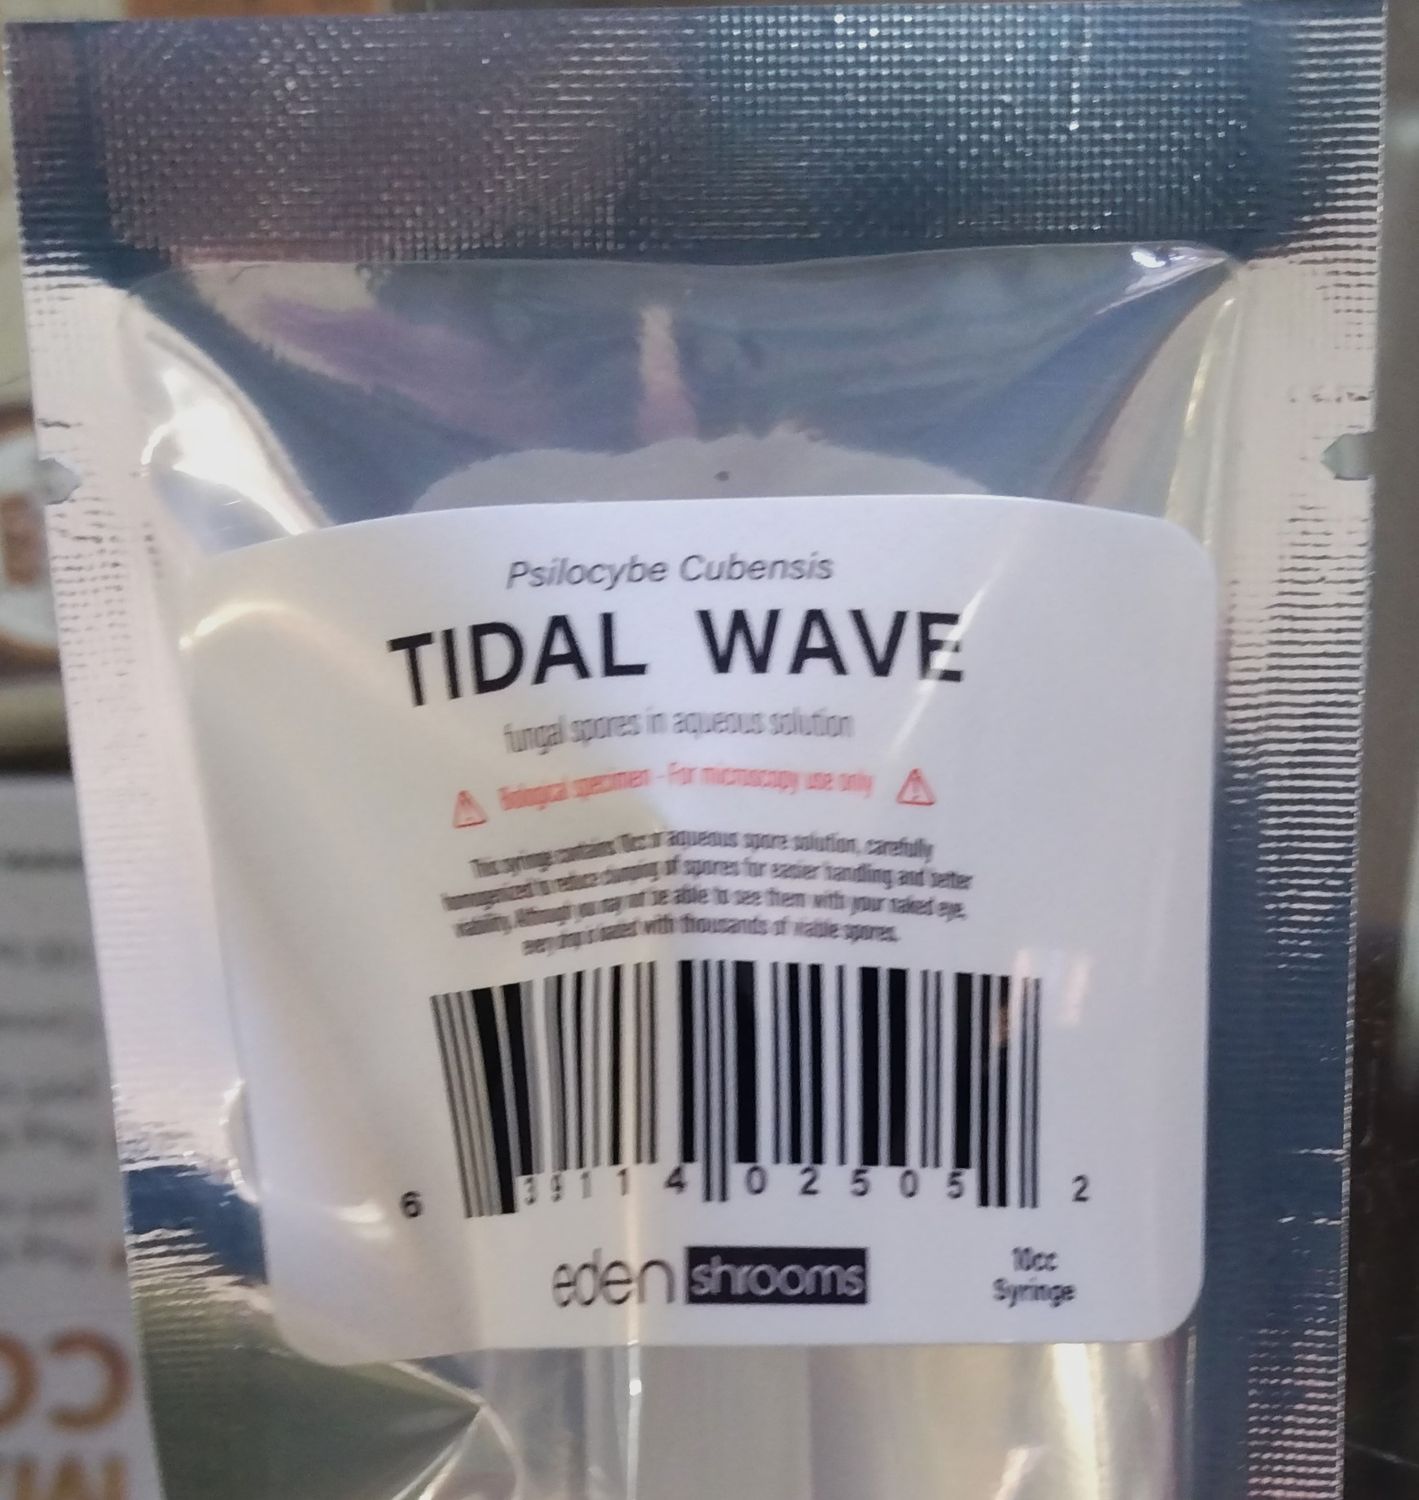 Psilocybe Cubensis
TIDAL WAVE
fungal spores in aqueous solution
Biological specimen - For microscopy use only
This syringe contains 10cc of aqueous spore solution, carefully
homogenized to reduce clumping of spores for easier handling and better
viability. Although you may not be able to see them with your naked eye,
every drop is loaded with thousands of viable spores.
6 39114 02505 2
eden shrooms
10cc
Syringe